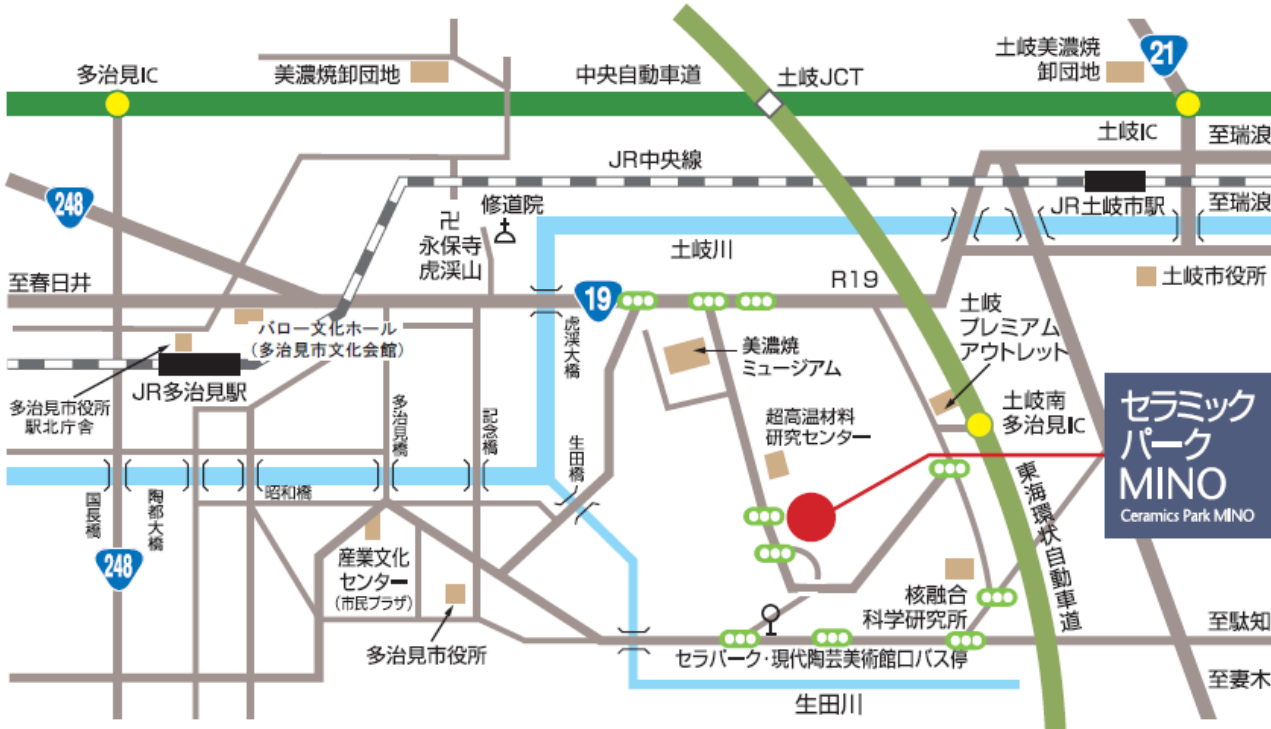 多治見IC
美濃焼卸団地
中央自動車道
土岐JCT
土岐美濃焼
卸団地
21
土岐IC
至瑞浪
JR中央線
248
修道院
卍
永保寺
虎渓山
JR土岐市駅
至瑞浪
土岐川
土岐市役所
至春日井
19
R19
バロー文化ホール
(多治見市文化会館)
虎渓大橋
土岐
プレミアム
アウトレット
美濃焼
ミュージアム
JR多治見駅
多治見市役所
駅北庁舎
多治見橋
記念橋
生田橋
超高温材料
研究センター
土岐南
多治見IC
セラミック
パーク
MINO
Ceramics Park MINO
国長橋
陶都大橋
昭和橋
東海環状自動車道
248
産業文化
センター
(市民プラザ)
核融合
科学研究所
多治見市役所
至駄知
セラパーク・現代陶芸美術館口バス停
至妻木
生田川